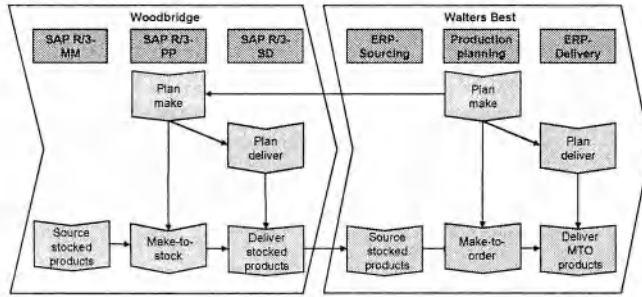 Woodbridge
Walters Best
SAP R/3-
MM
SAP R/3-
PP
SAP R/3-
SD
ERP-
Sourcing
Production
planning
ERP-
Delivery
Plan
make
Plan
make
Plan
deliver
Plan
deliver
Source
stocked
products
Make-to-
stock
Deliver
stocked
products
Source
stocked
products
Make-to-
order
Deliver
MTO
products